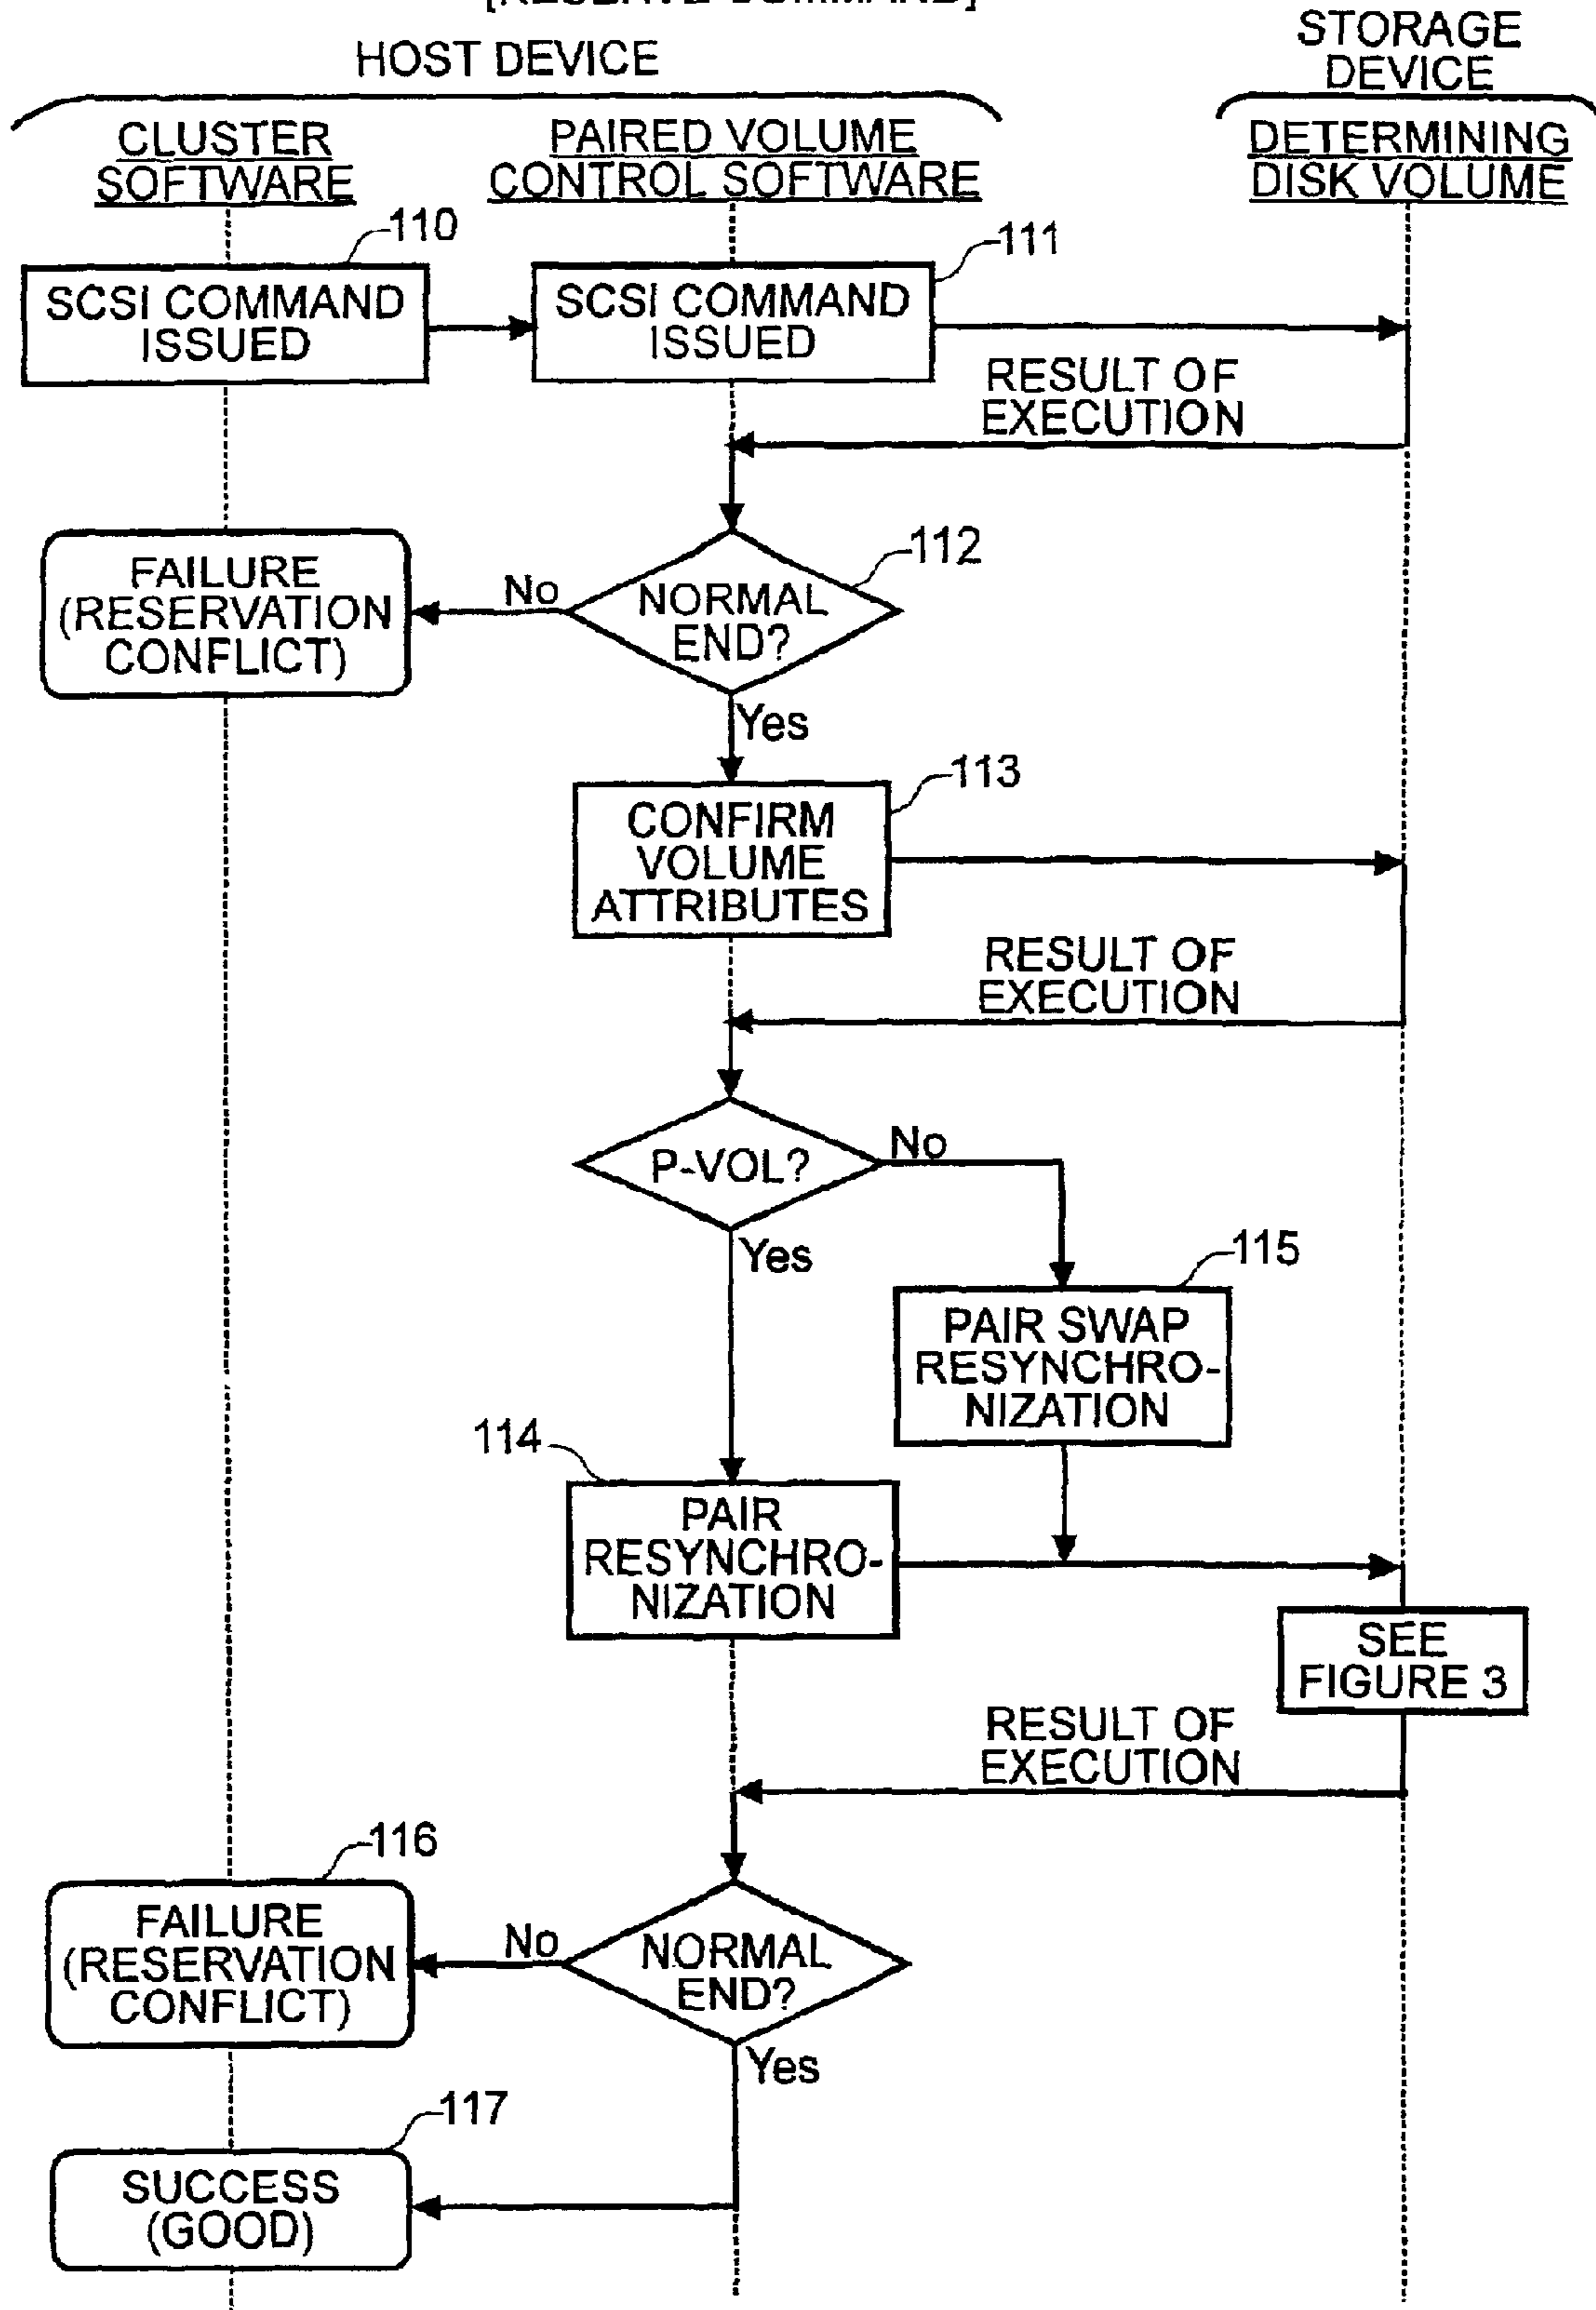 [RESERVE COMMAND]
HOST DEVICE
STORAGE
DEVICE
CLUSTER
SOFTWARE
PAIRED VOLUME
CONTROL SOFTWARE
DETERMINING
DISK VOLUME
110
111
SCSI COMMAND
ISSUED
SCSI COMMAND
ISSUED
RESULT OF
EXECUTION
112
FAILURE
(RESERVATION
CONFLICT)
No
NORMAL
END?
Yes
113
CONFIRM
VOLUME
ATTRIBUTES
RESULT OF
EXECUTION
P-VOL?
No
Yes
115
PAIR SWAP
RESYNCHRO-
NIZATION
114
PAIR
RESYNCHRO-
NIZATION
SEE
FIGURE 3
RESULT OF
EXECUTION
116
FAILURE
(RESERVATION
CONFLICT)
No
NORMAL
END?
Yes
117
SUCCESS
(GOOD)